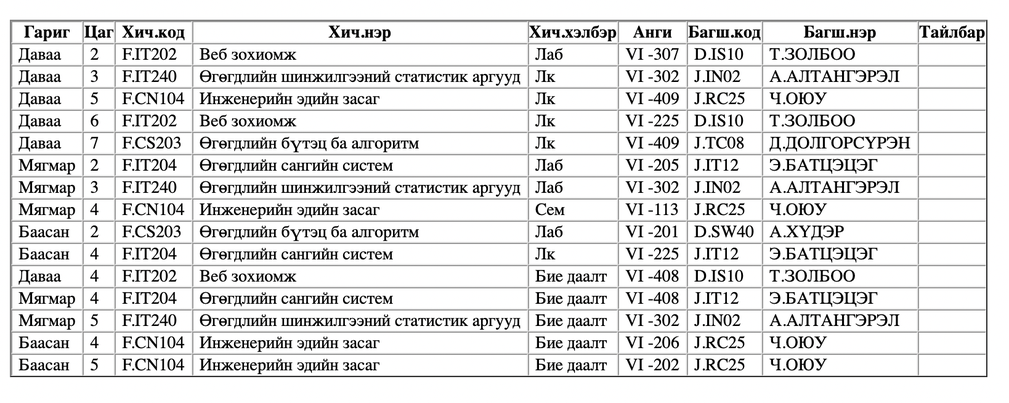 Гариг Цаг Хич.код Хич.нэр Хич.хэлбэр Анги Багш.код Багш.нэр Тайлбар
Даваа 2 F.IT202 Веб зохиомж Лаб VI -307 D.IS10 Т.ЗОЛБОО
Даваа 3 F.IT240 Өгөгдлийн шинжилгээний статистик аргууд Лк VI -302 J.IN02 А.АЛТАНГЭРЭЛ
Даваа 5 F.CN104 Инженерийн эдийн засаг Лк VI -409 J.RC25 Ч.ОЮУ
Даваа 6 F.IT202 Веб зохиомж Лк VI -225 D.IS10 Т.ЗОЛБОО
Даваа 7 F.CS203 Өгөгдлийн бүтэц ба алгоритм Лк VI -409 J.TC08 Д.ДОЛГОРСҮРЭН
Мягмар 2 F.IT204 Өгөгдлийн сангийн систем Лаб VI -205 J.IT12 Э.БАТЦЭЦЭГ
Мягмар 3 F.IT240 Өгөгдлийн шинжилгээний статистик аргууд Лаб VI -302 J.IN02 А.АЛТАНГЭРЭЛ
Мягмар 4 F.CN104 Инженерийн эдийн засаг Сем VI -113 J.RC25 Ч.ОЮУ
Баасан 2 F.CS203 Өгөгдлийн бүтэц ба алгоритм Лаб VI -201 D.SW40 А.ХҮДЭР
Баасан 4 F.IT204 Өгөгдлийн сангийн систем Лк VI -225 J.IT12 Э.БАТЦЭЦЭГ
Даваа 4 F.IT202 Веб зохиомж Бие даалт VI -408 D.IS10 Т.ЗОЛБОО
Мягмар 4 F.IT204 Өгөгдлийн сангийн систем Бие даалт VI -408 J.IT12 Э.БАТЦЭЦЭГ
Мягмар 5 F.IT240 Өгөгдлийн шинжилгээний статистик аргууд Бие даалт VI -302 J.IN02 А.АЛТАНГЭРЭЛ
Баасан 4 F.CN104 Инженерийн эдийн засаг Бие даалт VI -206 J.RC25 Ч.ОЮУ
Баасан 5 F.CN104 Инженерийн эдийн засаг Бие даалт VI -202 J.RC25 Ч.ОЮУ